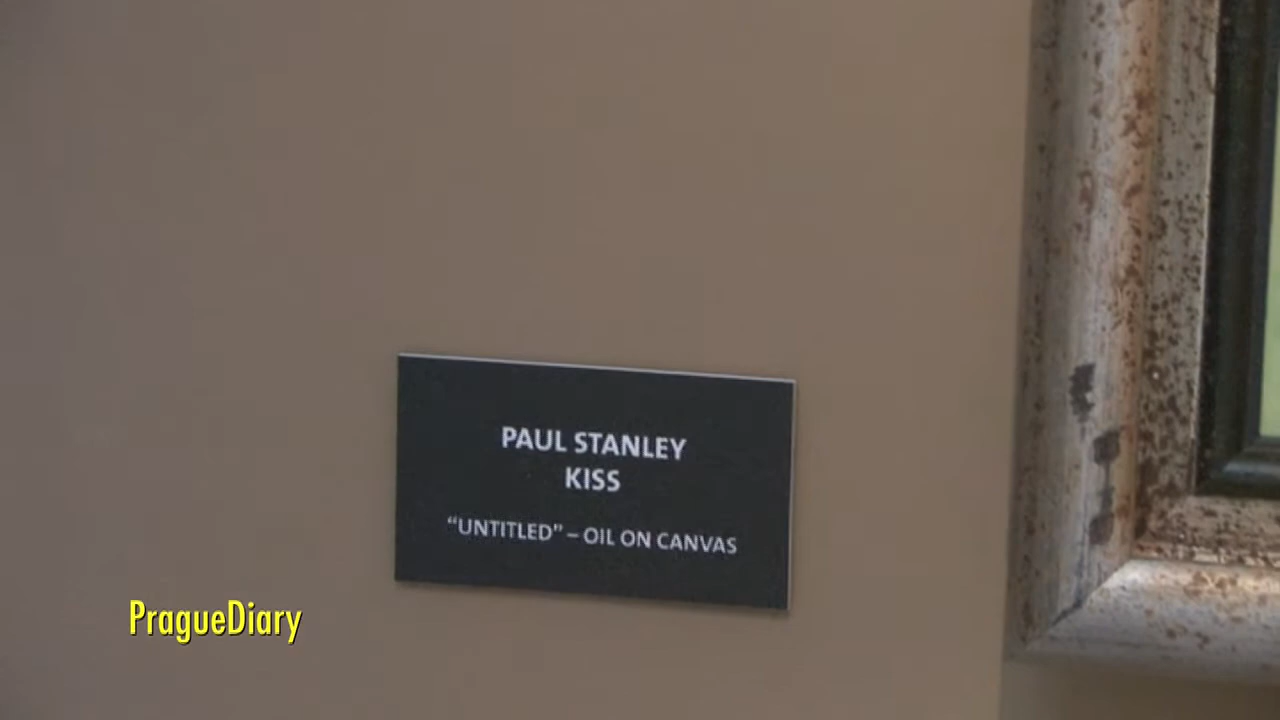 PAUL STANLEY
KISS
“UNTITLED” – OIL ON CANVAS
PragueDiary